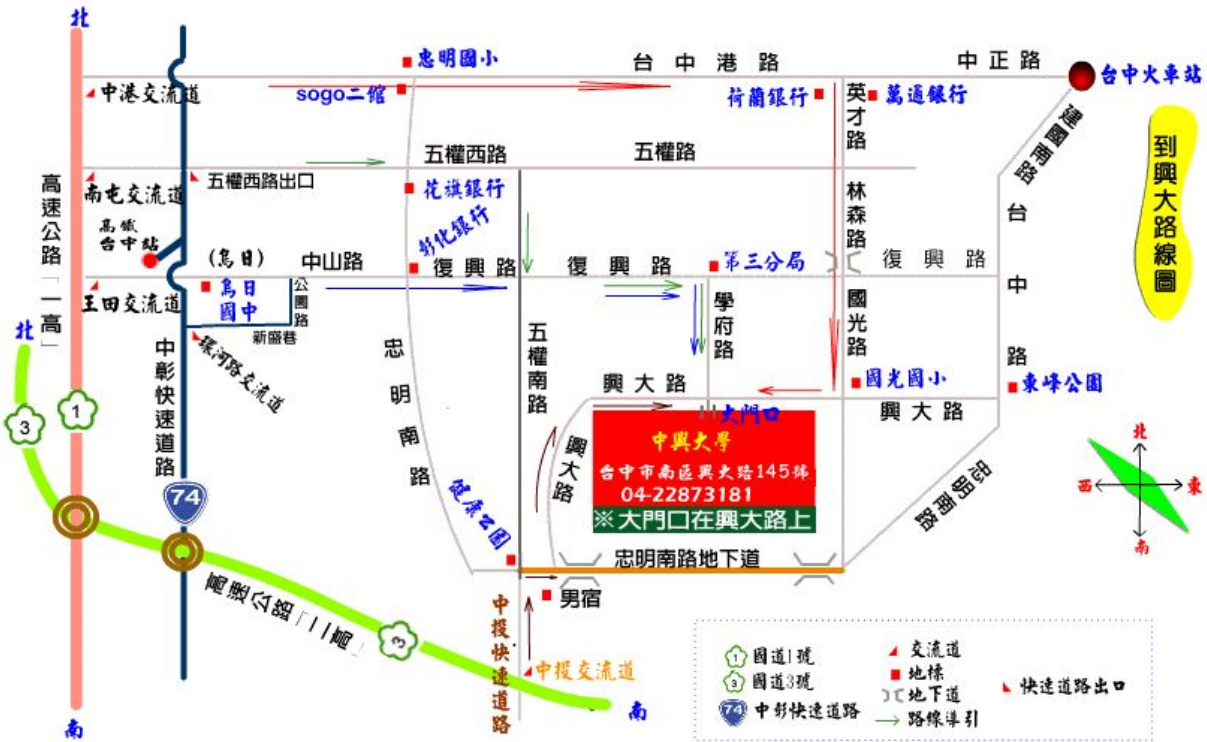 北
忠明國小
台中港路
中正路
台中火車站
中港交流道
sogo二館
荷蘭銀行
英才路
萬通銀行
建國南路
到興大路線圖
五權西路
五權路
南屯交流道
五權西路出口
花旗銀行
林森路
高速公路「一高」
高鐵
台中站
彰化銀行
台中路
(烏日)
中山路
復興路
復興路
第三分局
復興路
王田交流道
烏日
國中
公園路
學府路
國光路
北
新盛巷
環河路交流道
中彰快速道路
忠明南路
五權南路
興大路
國光國小
東峰公園
3
1
大門口
興大路
中興大學
台中市南區興大路145號
04-22873181
※大門口在興大路上
興大路
忠明南路
北
西
東
南
74
健康公園
忠明南路地下道
高速公路「二高」
3
中投快速道路
男宿
中投交流道
南
南
1
國道1號
3
國道3號
74
中彰快速道路
交流道
地標
地下道
路線導引
快速道路出口